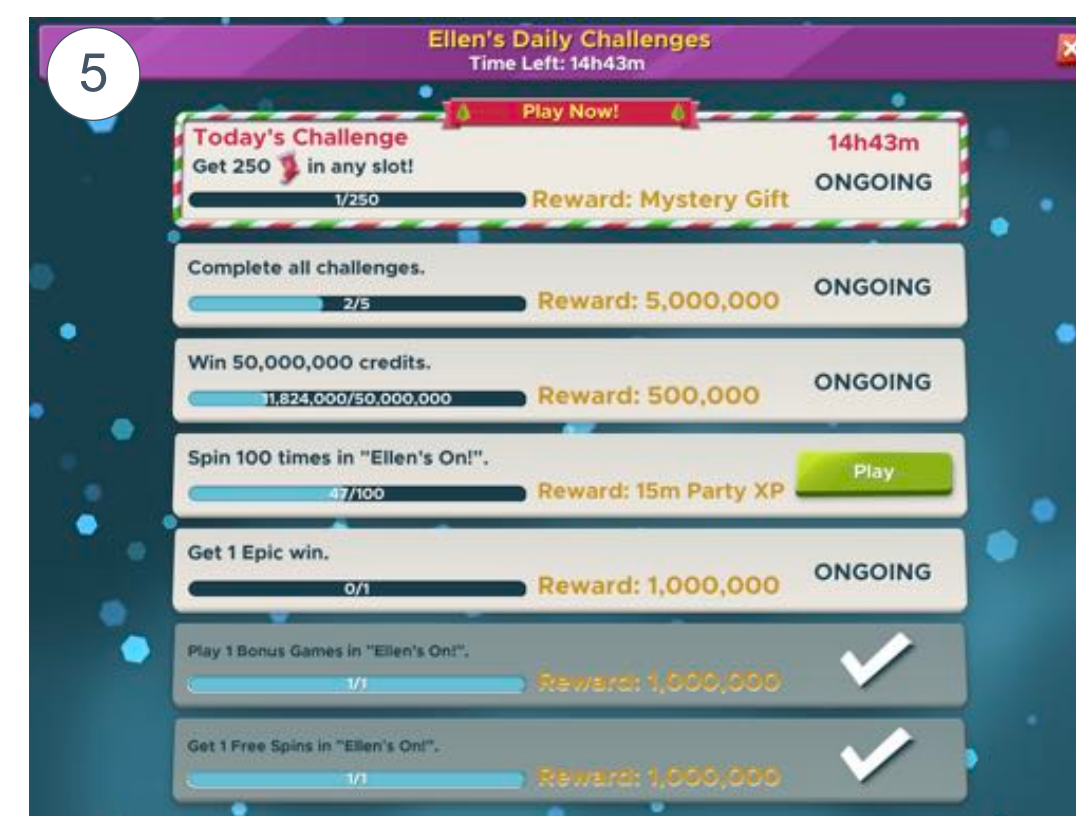 5
Ellen's Daily Challenges
Time Left: 14h43m
Play Now!
Today's Challenge
14h43m
Get 250 in any slot!
ONGOING
1/250
Reward: Mystery Gift
Complete all challenges.
ONGOING
2/5
Reward: 5,000,000
Win 50,000,000 credits.
ONGOING
11,824,000/50,000,000
Reward: 500,000
Spin 100 times in "Ellen's On!".
Play
47/100
Reward: 15m Party XP
Get 1 Epic win.
ONGOING
0/1
Reward: 1,000,000
Play 1 Bonus Games in "Ellen's On!".
1/1
Reward: 1,000,000
Get 1 Free Spins in "Ellen's On!".
1/1
Reward: 1,000,000